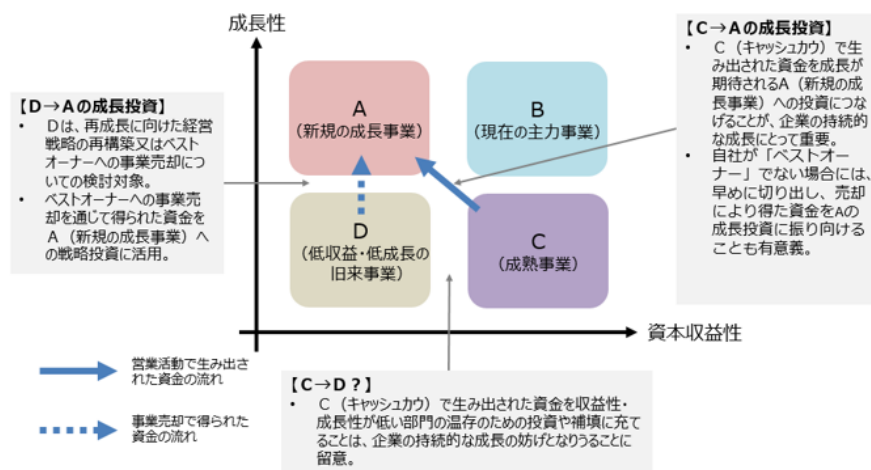 成長性
【C→Aの成長投資】
• C（キャッシュカウ）で生
み出された資金を成長が
期待されるA（新規の成
長事業）への投資につな
げることが、企業の持続的
な成長にとって重要。
• 自社が「ベストオー
ナー」でない場合には、
早めに切り出し、売却
により得た資金をAの
成長投資に振り向ける
ことも有意義。
【D→Aの成長投資】
• Dは、再成長に向けた経営
戦略の再構築又はベスト
オーナーへの事業売却につ
いての検討対象。
• ベストオーナーへの事業売
却を通じて得られた資金を
A（新規の成長事業）へ
の戦略投資に活用。
A
（新規の成長事業）
B
（現在の主力事業）
D
（低収益・低成長の
旧来事業）
C
（成熟事業）
資本収益性
営業活動で生み出され
た資金の流れ
事業売却で得られた
資金の流れ
【C→D？】
• C（キャッシュカウ）で生み出された資金を収益性・
成長性が低い部門の温存のための投資や補填に充て
ることは、企業の持続的な成長の妨げとなりうることに
留意。